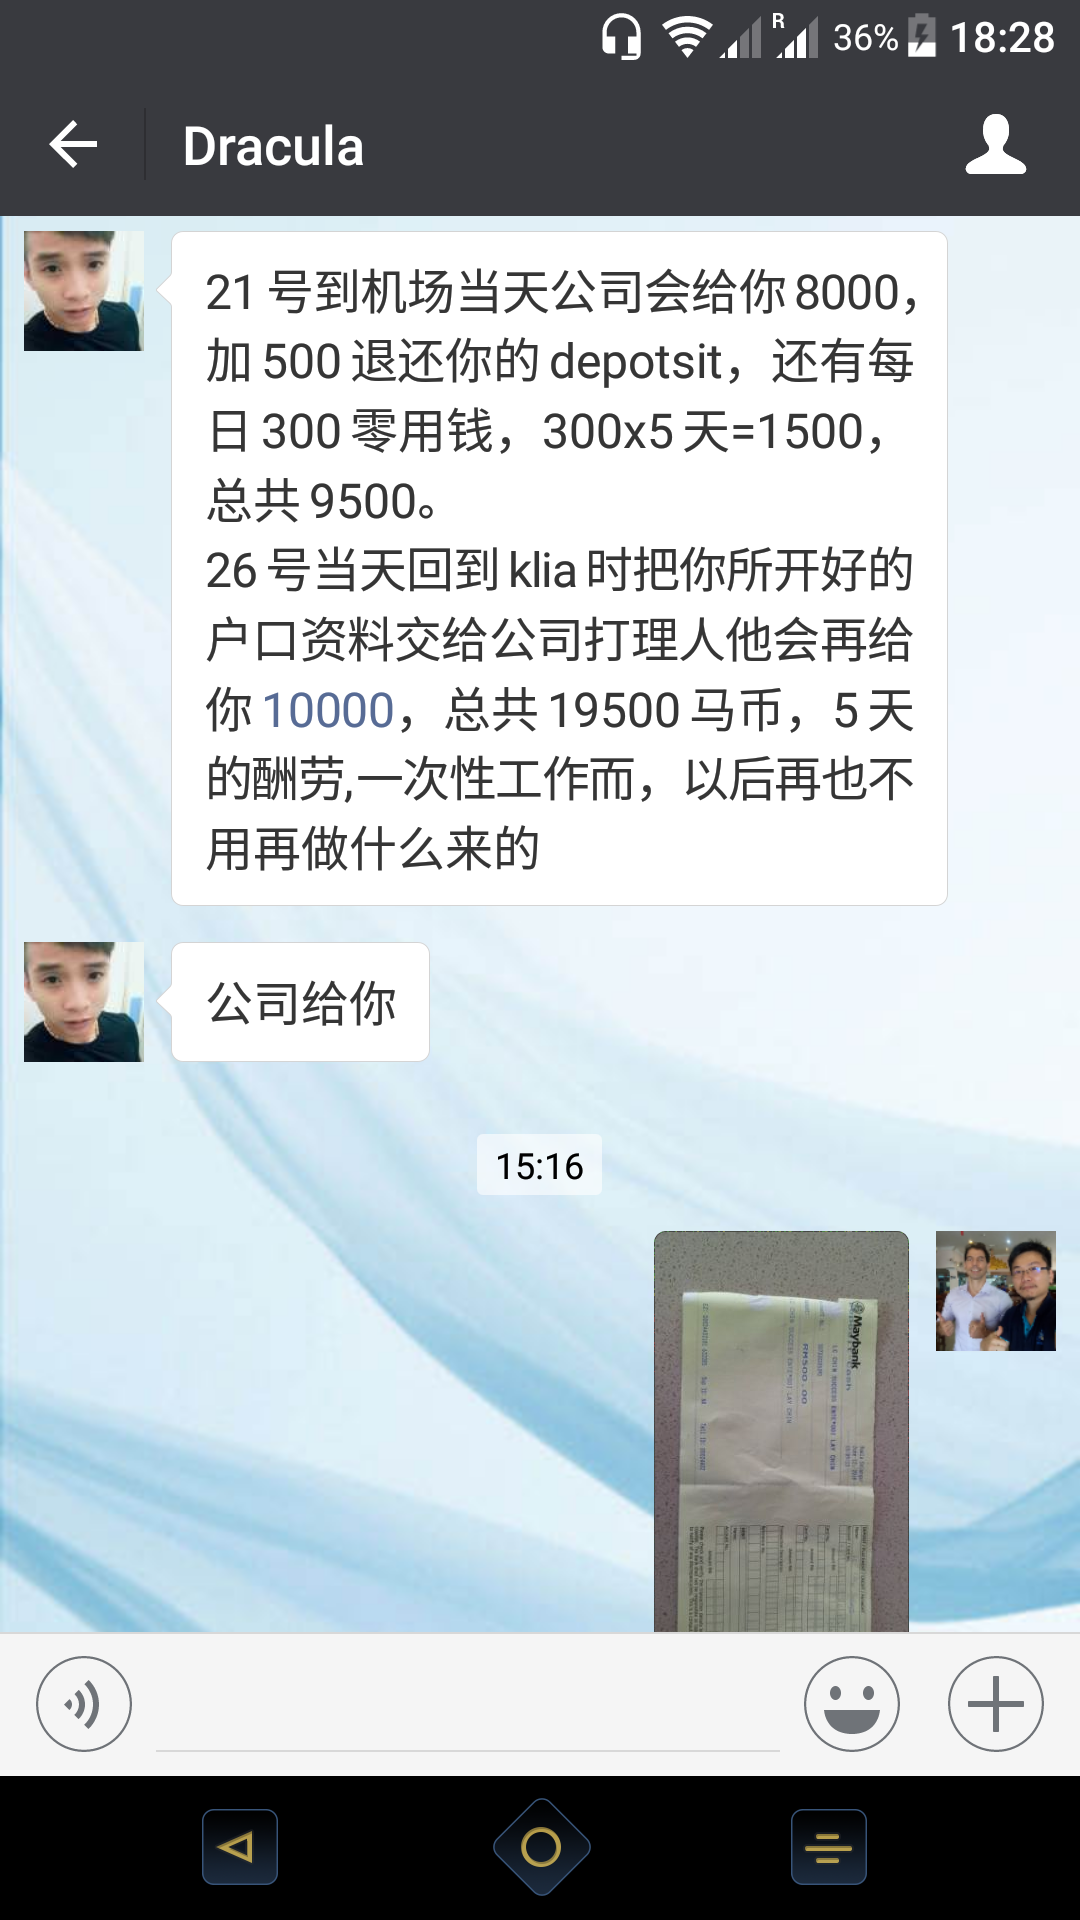 R 36% 18:28
Dracula
21号到机场当天公司会给你8000，
加500退还你的depotsit，还有每
日300零用钱，300x5天=1500，
总共9500。
26号当天回到klia时把你所开好的
户口资料交给公司打理人他会再给
你10000，总共19500马币，5天
的酬劳,一次性工作而，以后再也不
用再做什么来的
公司给你
15:16
Maybank
RM500.00